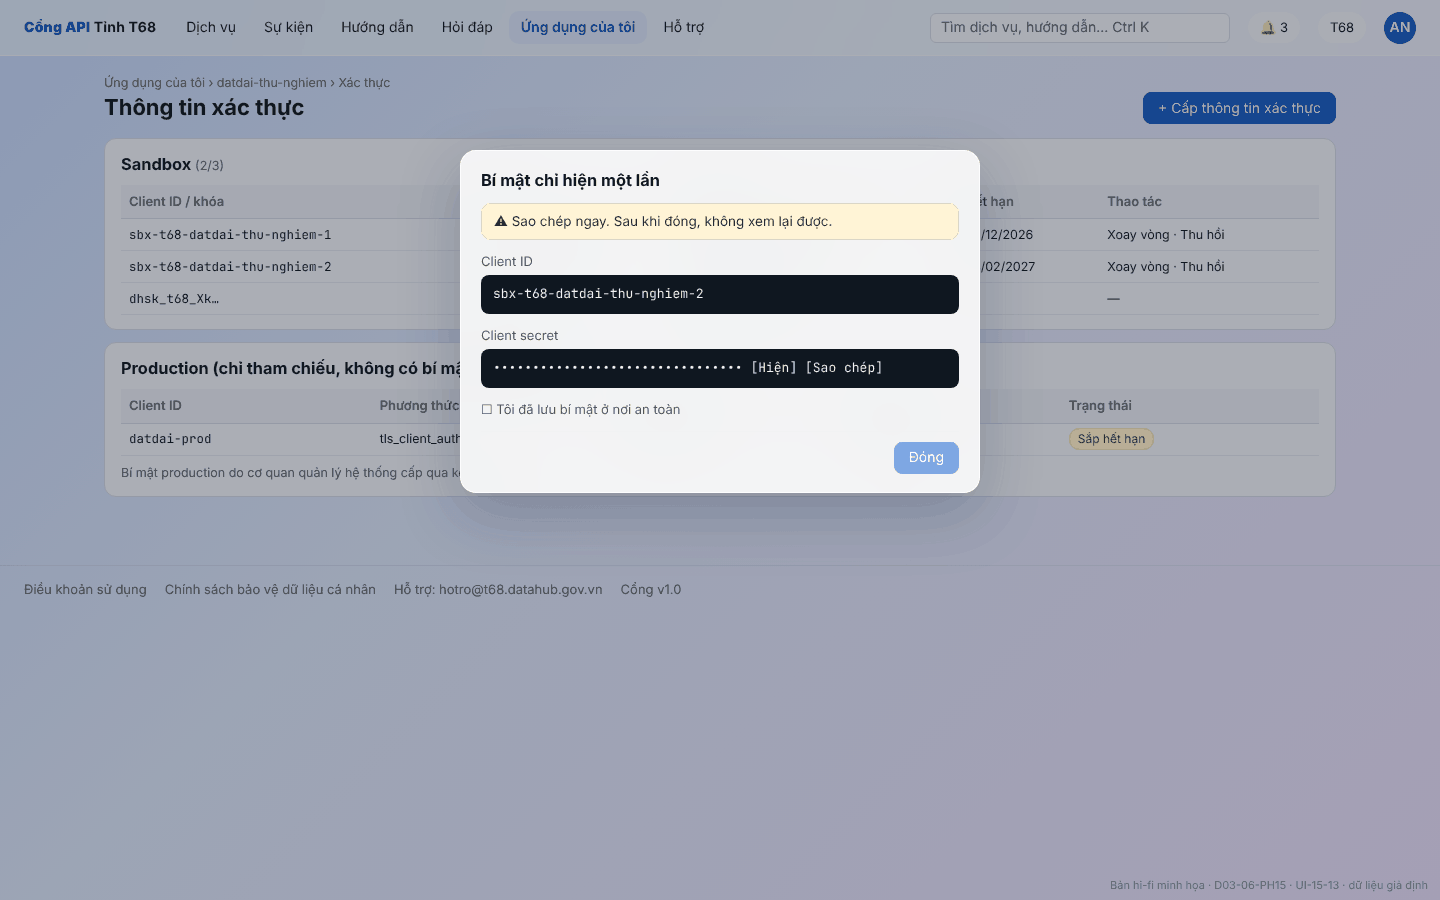 Cổng API Tỉnh T68 Dịch vụ Sự kiện Hướng dẫn Hỏi đáp Ứng dụng của tôi Hỗ trợ Tìm dịch vụ, hướng dẫn... Ctrl K 🔔 3 T68 AN
Ứng dụng của tôi › datdai-thu-nghiem › Xác thực
Thông tin xác thực
+ Cấp thông tin xác thực
Sandbox (2/3)
Client ID / khóa ết hạn Thao tác
sbx-t68-datdai-thu-nghiem-1 /12/2026 Xoay vòng · Thu hồi
sbx-t68-datdai-thu-nghiem-2 /02/2027 Xoay vòng · Thu hồi
dhsk_t68_Xk… —
Production (chỉ tham chiếu, không có bí mậ
Client ID Phương thức Trạng thái
datdai-prod tls_client_auth Sắp hết hạn
Bí mật production do cơ quan quản lý hệ thống cấp qua k
Bí mật chỉ hiện một lần
⚠ Sao chép ngay. Sau khi đóng, không xem lại được.
Client ID
sbx-t68-datdai-thu-nghiem-2
Client secret
•••••••••••••••••••••••••••••••• [Hiện] [Sao chép]
☐ Tôi đã lưu bí mật ở nơi an toàn
Đóng
Điều khoản sử dụng Chính sách bảo vệ dữ liệu cá nhân Hỗ trợ: hotro@t68.datahub.gov.vn Cổng v1.0
Bản hi-fi minh họa · D03-06-PH15 · UI-15-13 · dữ liệu giả định